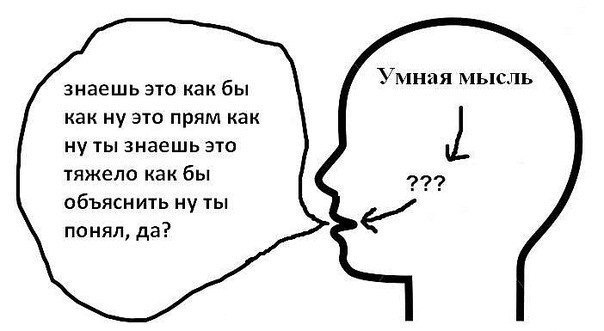 знаешь это как бы
как ну это прям как
ну ты знаешь это
тяжело как бы
объяснить ну ты
понял, да?
Умная мысль
???